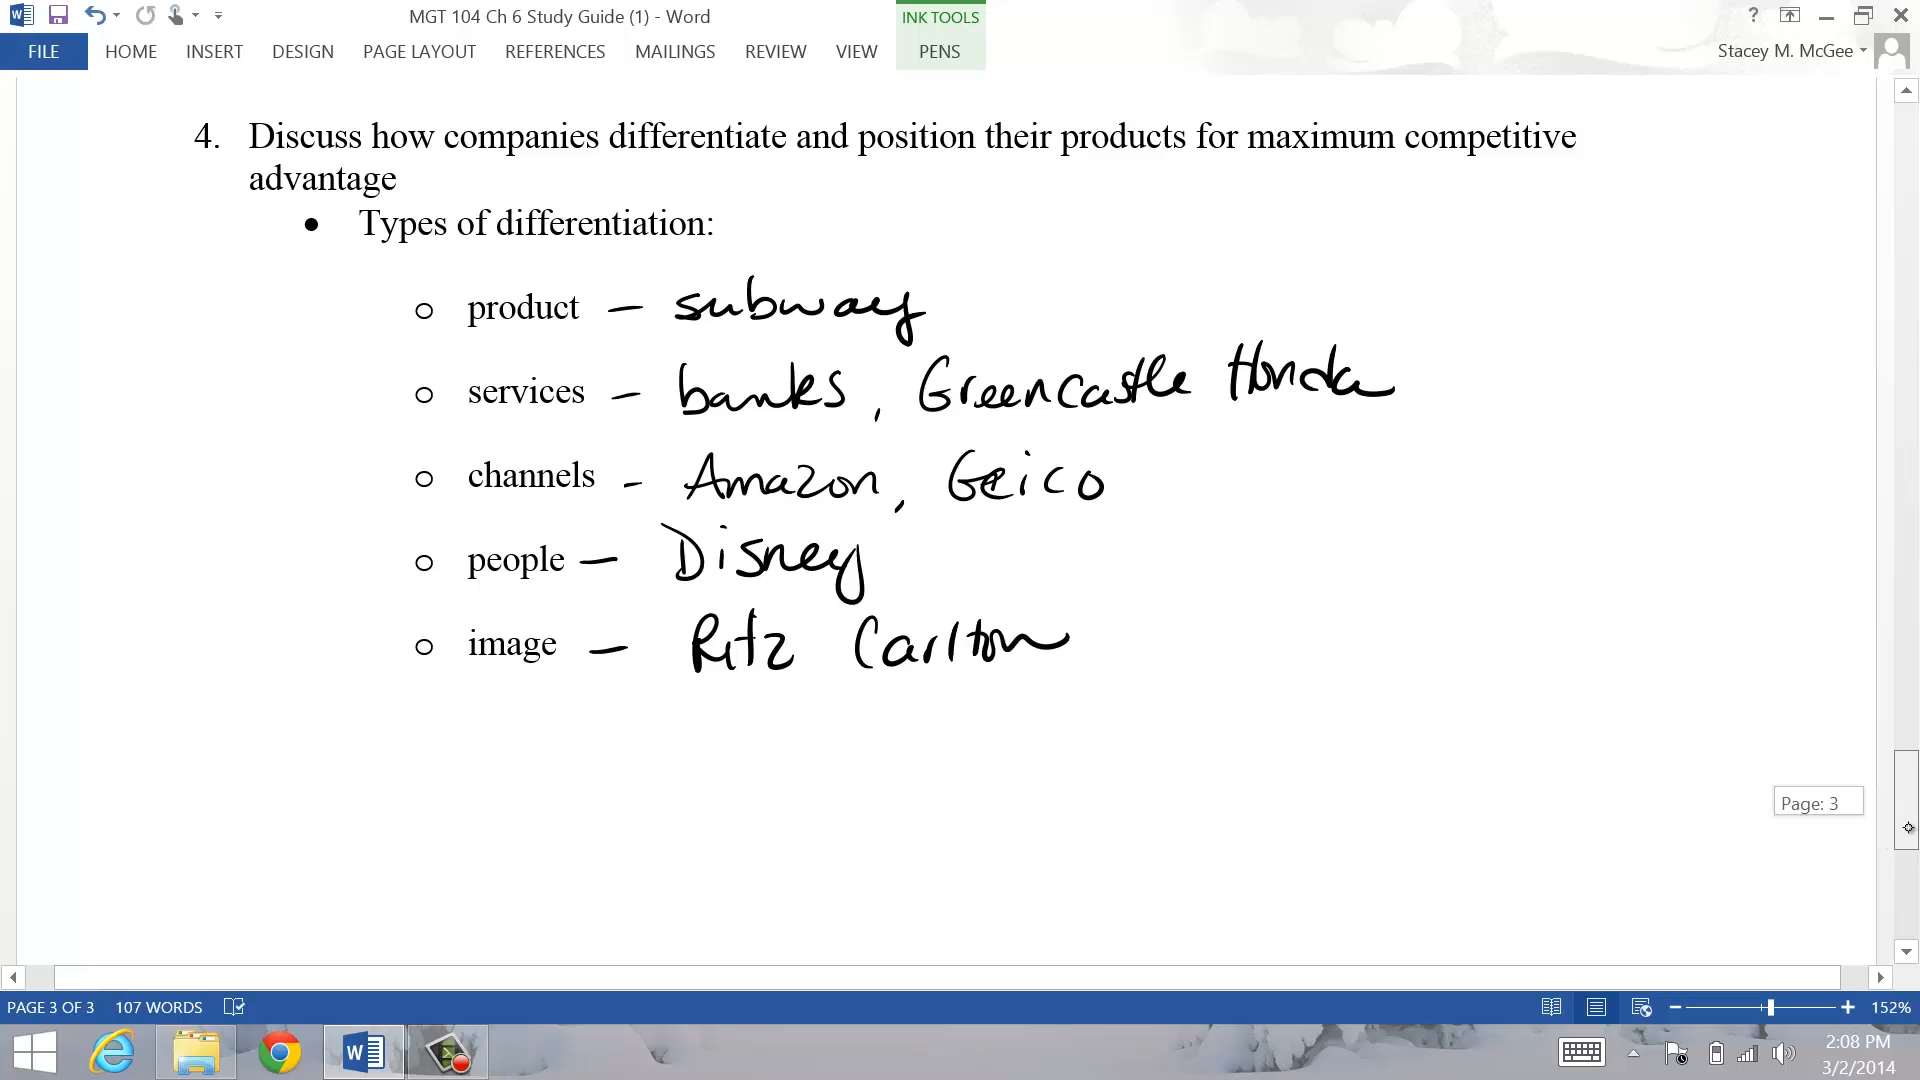 MGT 104 Ch 6 Study Guide (1) - Word
INK TOOLS
?
FILE HOME INSERT DESIGN PAGE LAYOUT REFERENCES MAILINGS REVIEW VIEW PENS
Stacey M. McGee
4. Discuss how companies differentiate and position their products for maximum competitive
advantage
• Types of differentiation:
o product — subway
o services — banks, Greencastle Honda
o channels - Amazon, Geico
o people — Disney
o image — Ritz Carlton
Page: 3
PAGE 3 OF 3 107 WORDS
152%
2:08 PM
3/2/2014